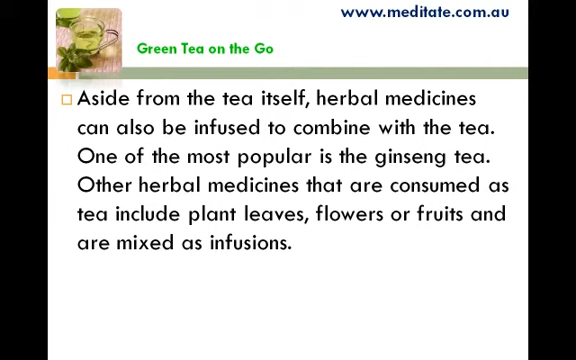 www.meditate.com.au
Green Tea on the Go
Aside from the tea itself, herbal medicines
can also be infused to combine with the tea.
One of the most popular is the ginseng tea.
Other herbal medicines that are consumed as
tea include plant leaves, flowers or fruits and
are mixed as infusions.